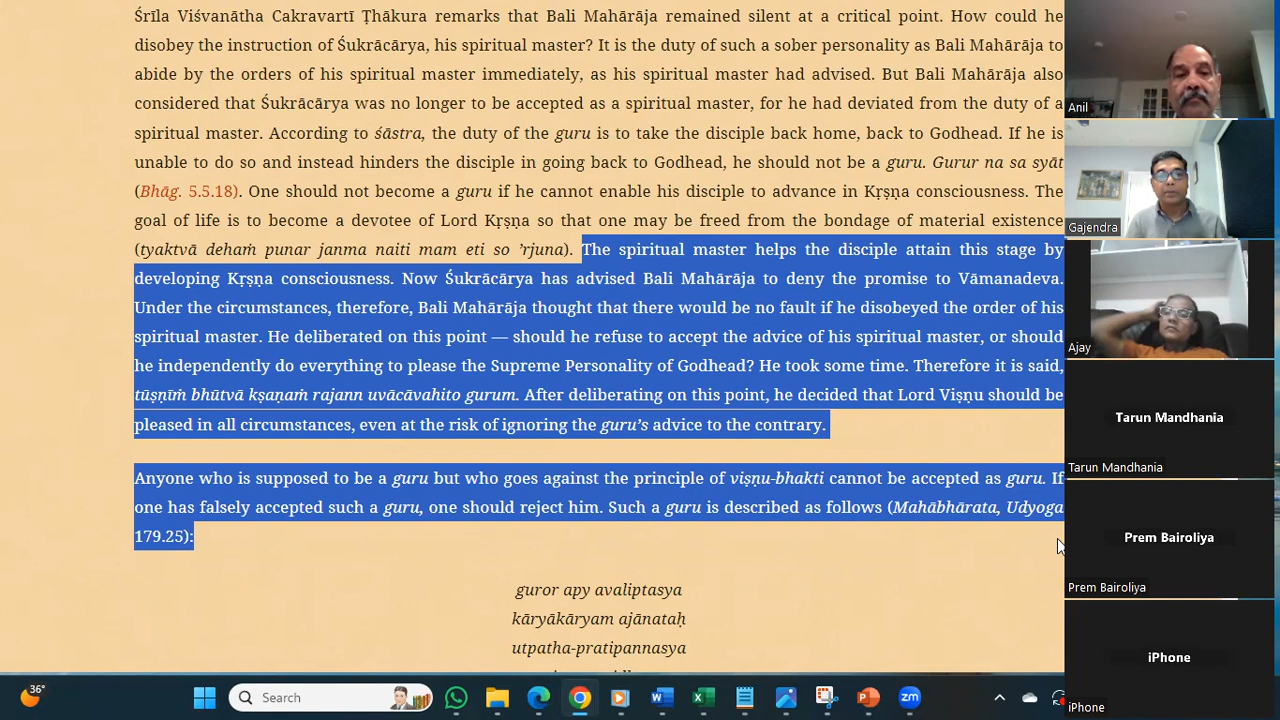 Śrīla Viśvanātha Cakravartī Ṭhākura remarks that Bali Mahārāja remained silent at a critical point. How could he
disobey the instruction of Śukrācārya, his spiritual master? It is the duty of such a sober personality as Bali Mahārāja to
abide by the orders of his spiritual master immediately, as his spiritual master had advised. But Bali Mahārāja also
considered that Śukrācārya was no longer to be accepted as a spiritual master, for he had deviated from the duty of a
spiritual master. According to śāstra, the duty of the guru is to take the disciple back home, back to Godhead. If he is
unable to do so and instead hinders the disciple in going back to Godhead, he should not be a guru. Gurur na sa syāt
(Bhāg. 5.5.18). One should not become a guru if he cannot enable his disciple to advance in Kṛṣṇa consciousness. The
goal of life is to become a devotee of Lord Kṛṣṇa so that one may be freed from the bondage of material existence
(tyaktvā dehaṁ punar janma naiti mam eti so ’rjuna). The spiritual master helps the disciple attain this stage by
developing Kṛṣṇa consciousness. Now Śukrācārya has advised Bali Mahārāja to deny the promise to Vāmanadeva.
Under the circumstances, therefore, Bali Mahārāja thought that there would be no fault if he disobeyed the order of his
spiritual master. He deliberated on this point — should he refuse to accept the advice of his spiritual master, or should
he independently do everything to please the Supreme Personality of Godhead? He took some time. Therefore it is said,
tūṣṇīṁ bhūtvā kṣaṇaṁ rājann uvācāvahito gurum. After deliberating on this point, he decided that Lord Viṣṇu should be
pleased in all circumstances, even at the risk of ignoring the guru’s advice to the contrary.
Anyone who is supposed to be a guru but who goes against the principle of viṣṇu-bhakti cannot be accepted as guru. If
one has falsely accepted such a guru, one should reject him. Such a guru is described as follows (Mahābhārata, Udyoga
179.25):
guror apy avaliptasya
kāryākāryam ajānataḥ
utpatha-pratipannasya
Anil
Gajendra
Ajay
Tarun Mandhania
Tarun Mandhania
Prem Bairoliya
Prem Bairoliya
iPhone
iPhone
36°
Search
zm